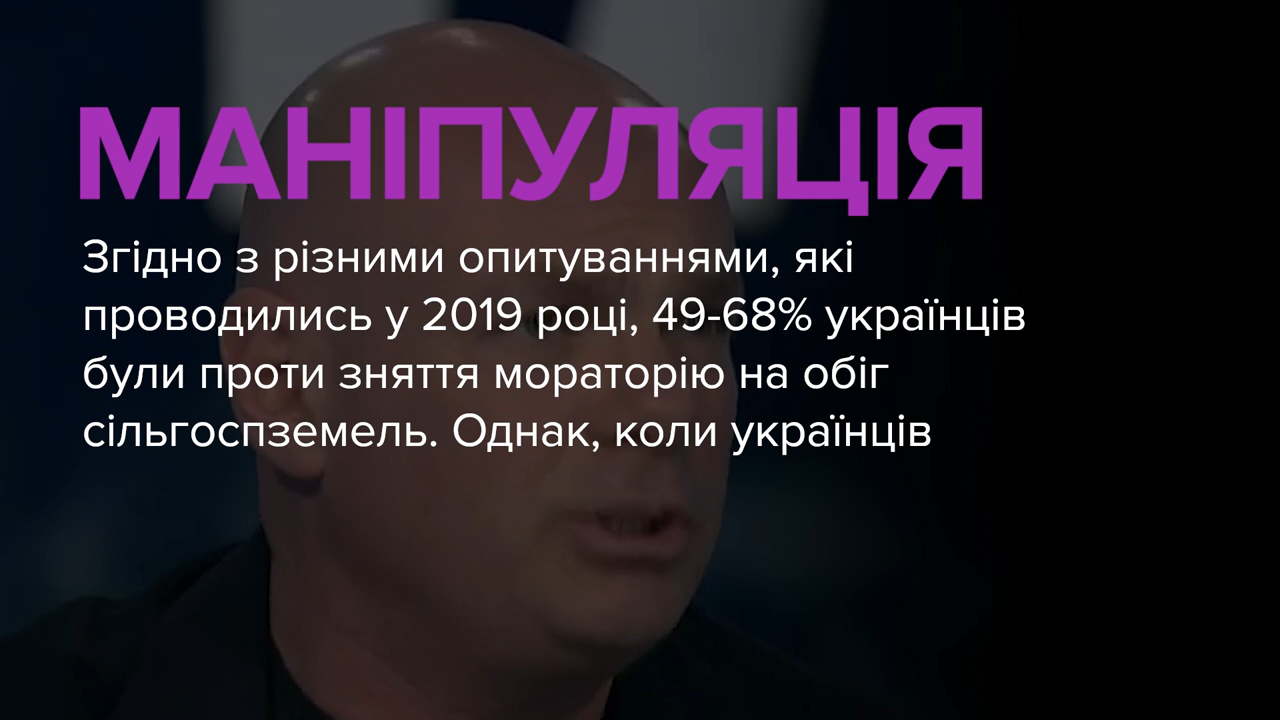 МАНІПУЛЯЦІЯ
Згідно з різними опитуваннями, які
проводились у 2019 році, 49-68% українців
були проти зняття мораторію на обіг
сільгоспземель. Однак, коли українців